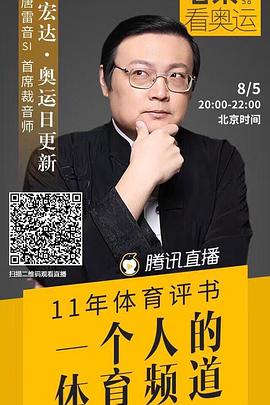 看奥运
唐雷音SI 首席裁音师
宏达·奥运日更新
8/5
20:00-22:00
北京时间
扫描二维码观看直播
腾讯直播
11年体育评书
一个人的
体育频道